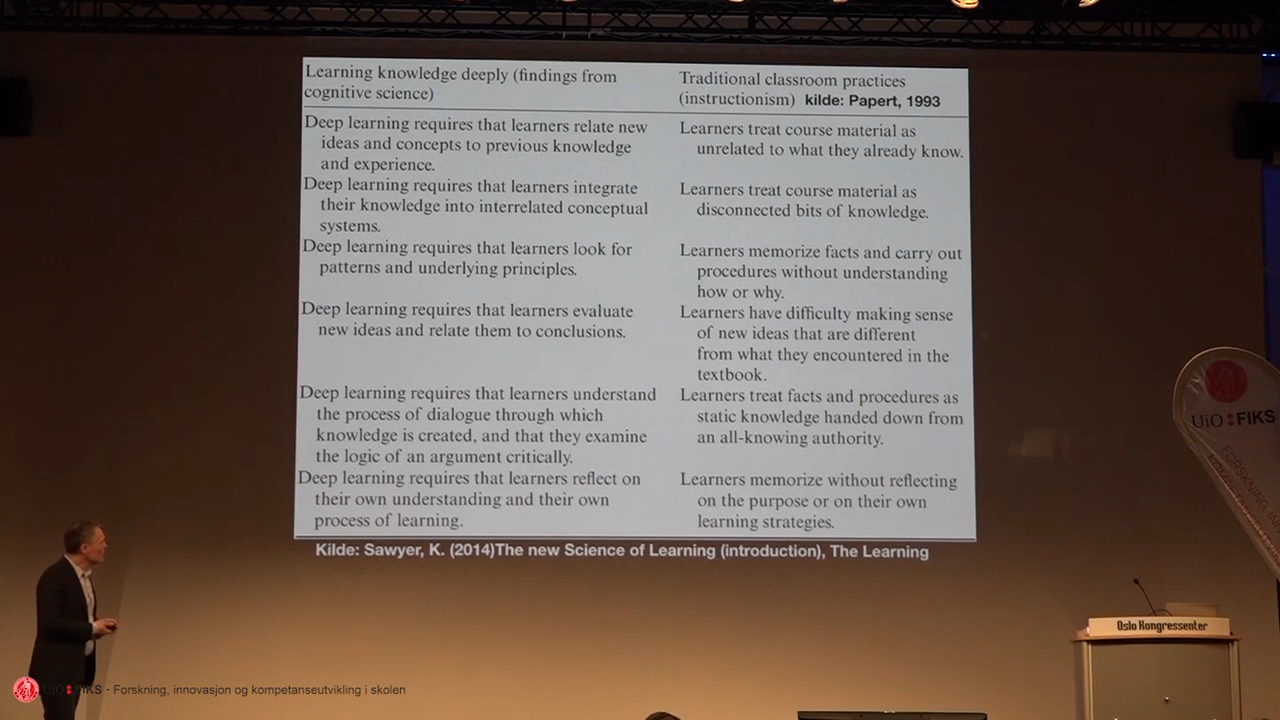 Learning knowledge deeply (findings from
cognitive science)
Traditional classroom practices
(instructionism) kilde: Papert, 1993
Deep learning requires that learners relate new
ideas and concepts to previous knowledge
and experience.
Learners treat course material as
unrelated to what they already know.
Deep learning requires that learners integrate
their knowledge into interrelated conceptual
systems.
Learners treat course material as
disconnected bits of knowledge.
Deep learning requires that learners look for
patterns and underlying principles.
Learners memorize facts and carry out
procedures without understanding
how or why.
Deep learning requires that learners evaluate
new ideas and relate them to conclusions.
Learners have difficulty making sense
of new ideas that are different
from what they encountered in the
textbook.
Deep learning requires that learners understand
the process of dialogue through which
knowledge is created, and that they examine
the logic of an argument critically.
Learners treat facts and procedures as
static knowledge handed down from
an all-knowing authority.
Deep learning requires that learners reflect on
their own understanding and their own
process of learning.
Learners memorize without reflecting
on the purpose or on their own
learning strategies.
Kilde: Sawyer, K. (2014)The new Science of Learning (introduction), The Learning
UiO:FIKS
Oslo Kongressenter
UiO:FIKS - Forskning, innovasjon og kompetanseutvikling i skolen